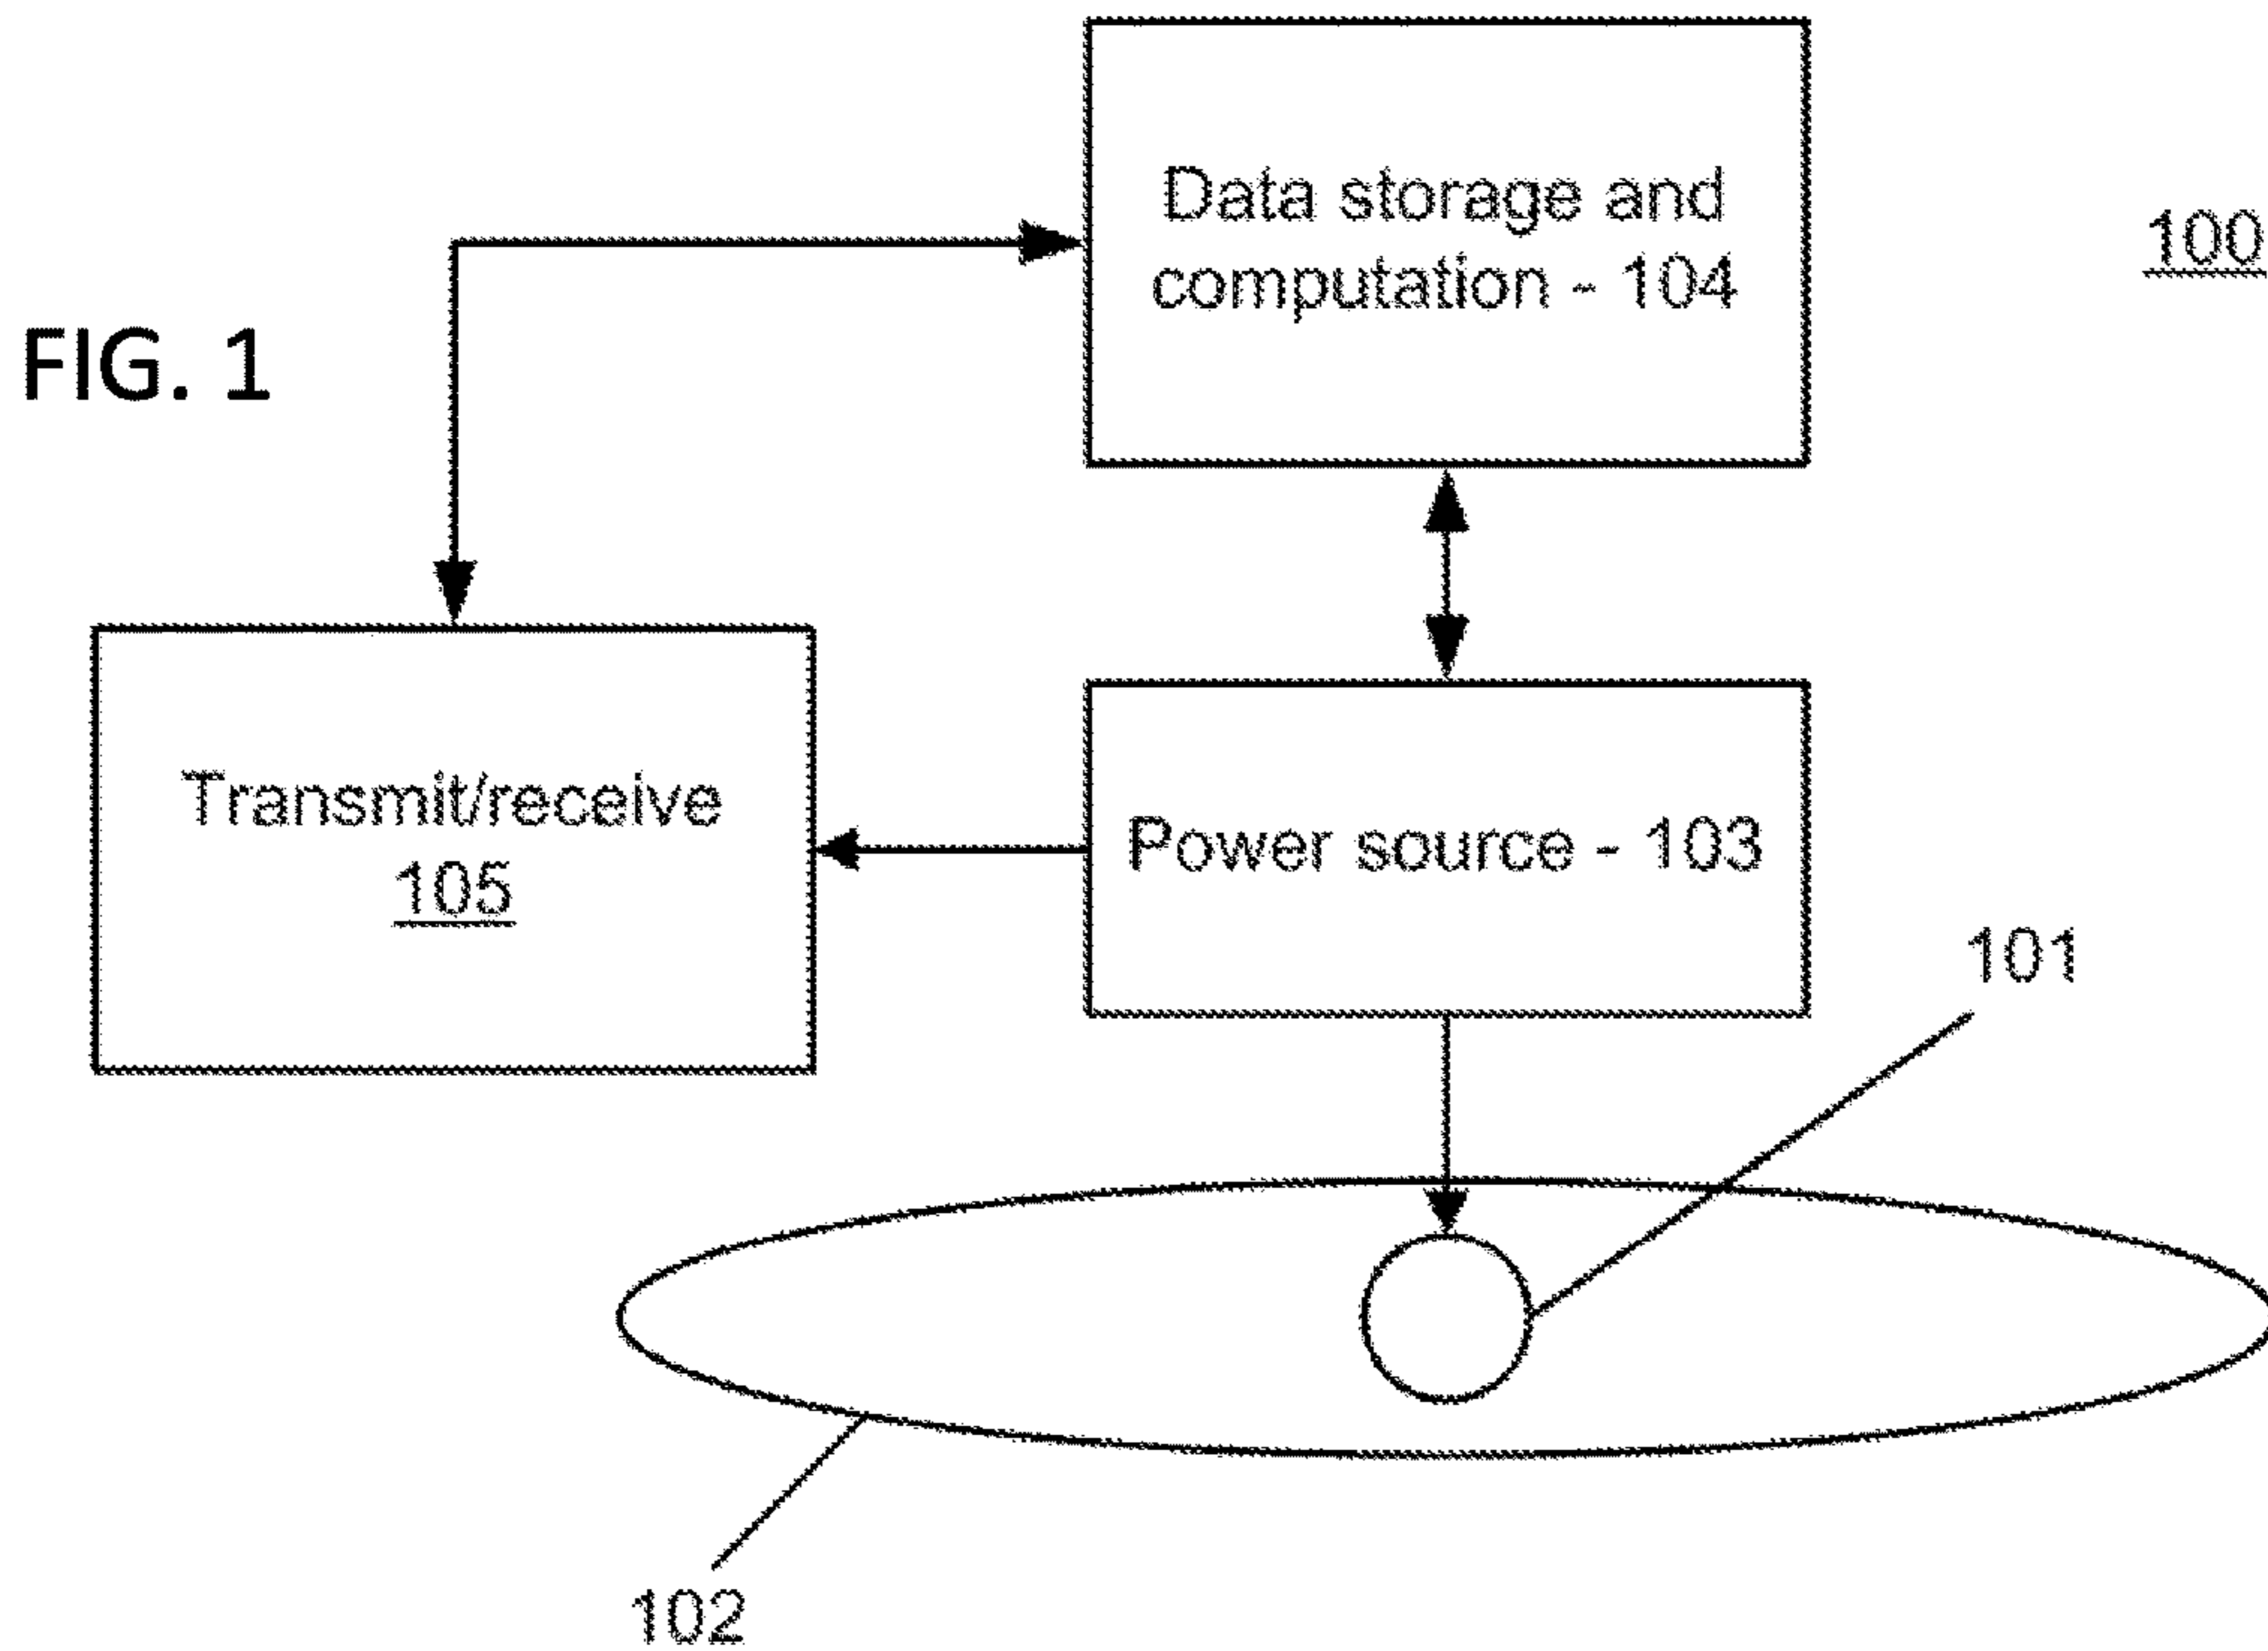 Data storage and
computation - 104
100
FIG. 1
Transmit/receive
105
Power source - 103
101
102